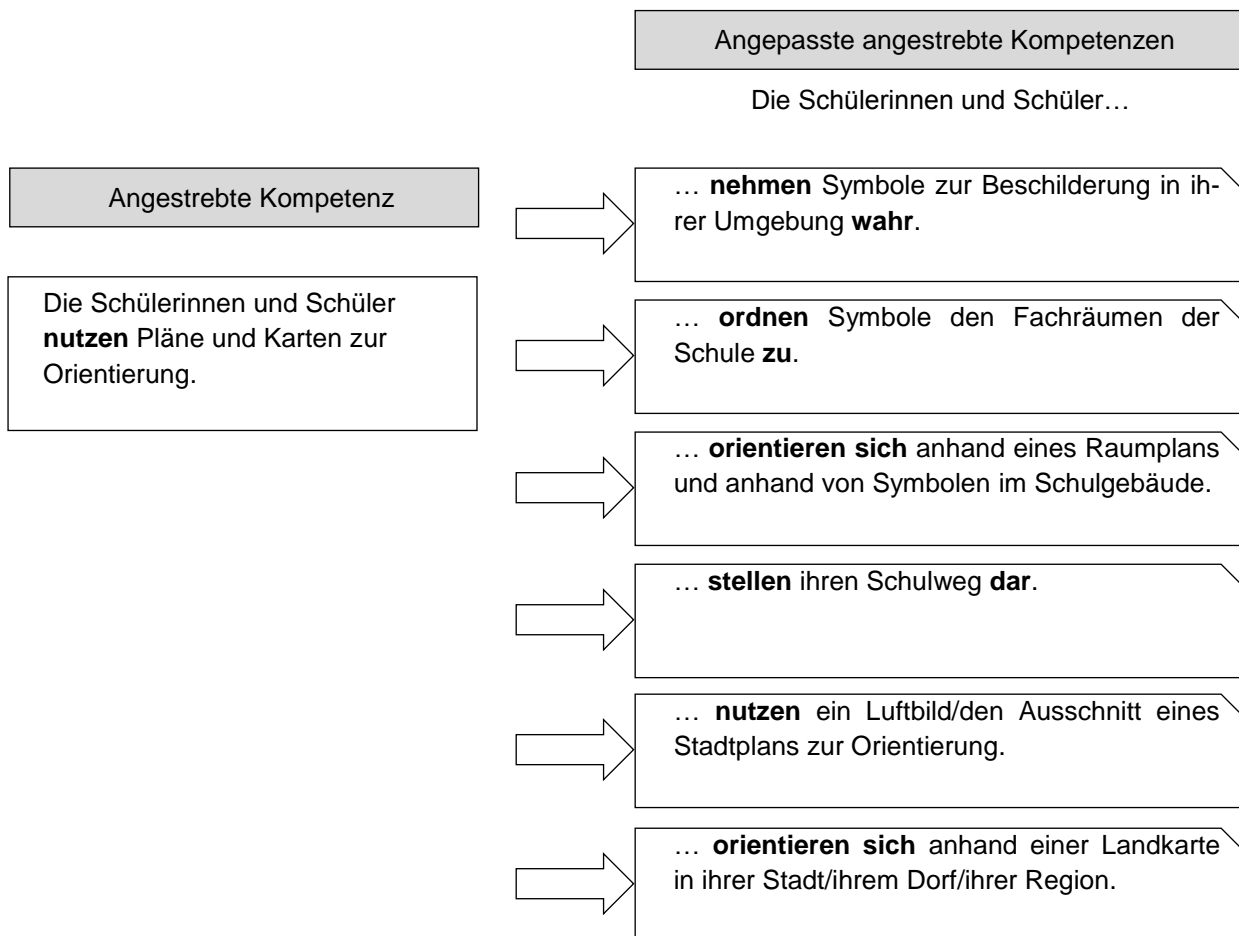 Angepasste angestrebte Kompetenzen
Die Schülerinnen und Schüler…
Angestrebte Kompetenz
Die Schülerinnen und Schüler
nutzen Pläne und Karten zur
Orientierung.
… nehmen Symbole zur Beschilderung in ih-
rer Umgebung wahr.
… ordnen Symbole den Fachräumen der
Schule zu.
… orientieren sich anhand eines Raumplans
und anhand von Symbolen im Schulgebäude.
… stellen ihren Schulweg dar.
… nutzen ein Luftbild/den Ausschnitt eines
Stadtplans zur Orientierung.
… orientieren sich anhand einer Landkarte
in ihrer Stadt/ihrem Dorf/ihrer Region.